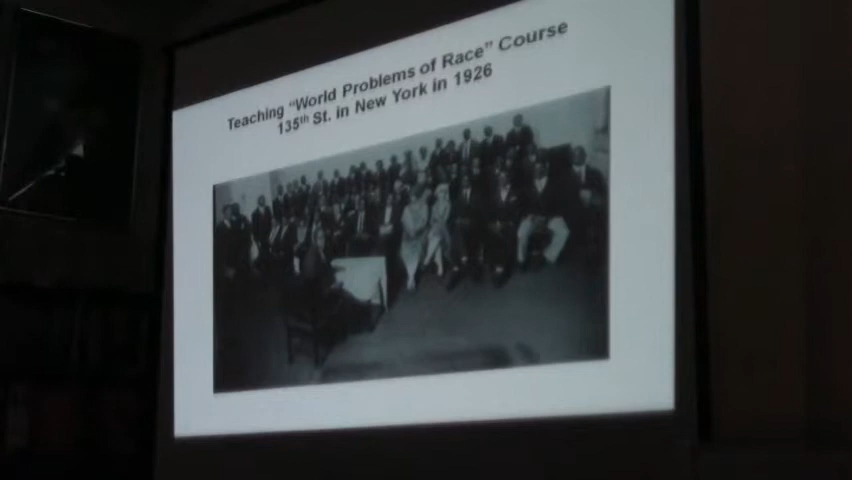 Teaching “World Problems of Race” Course
135th St. in New York in 1926